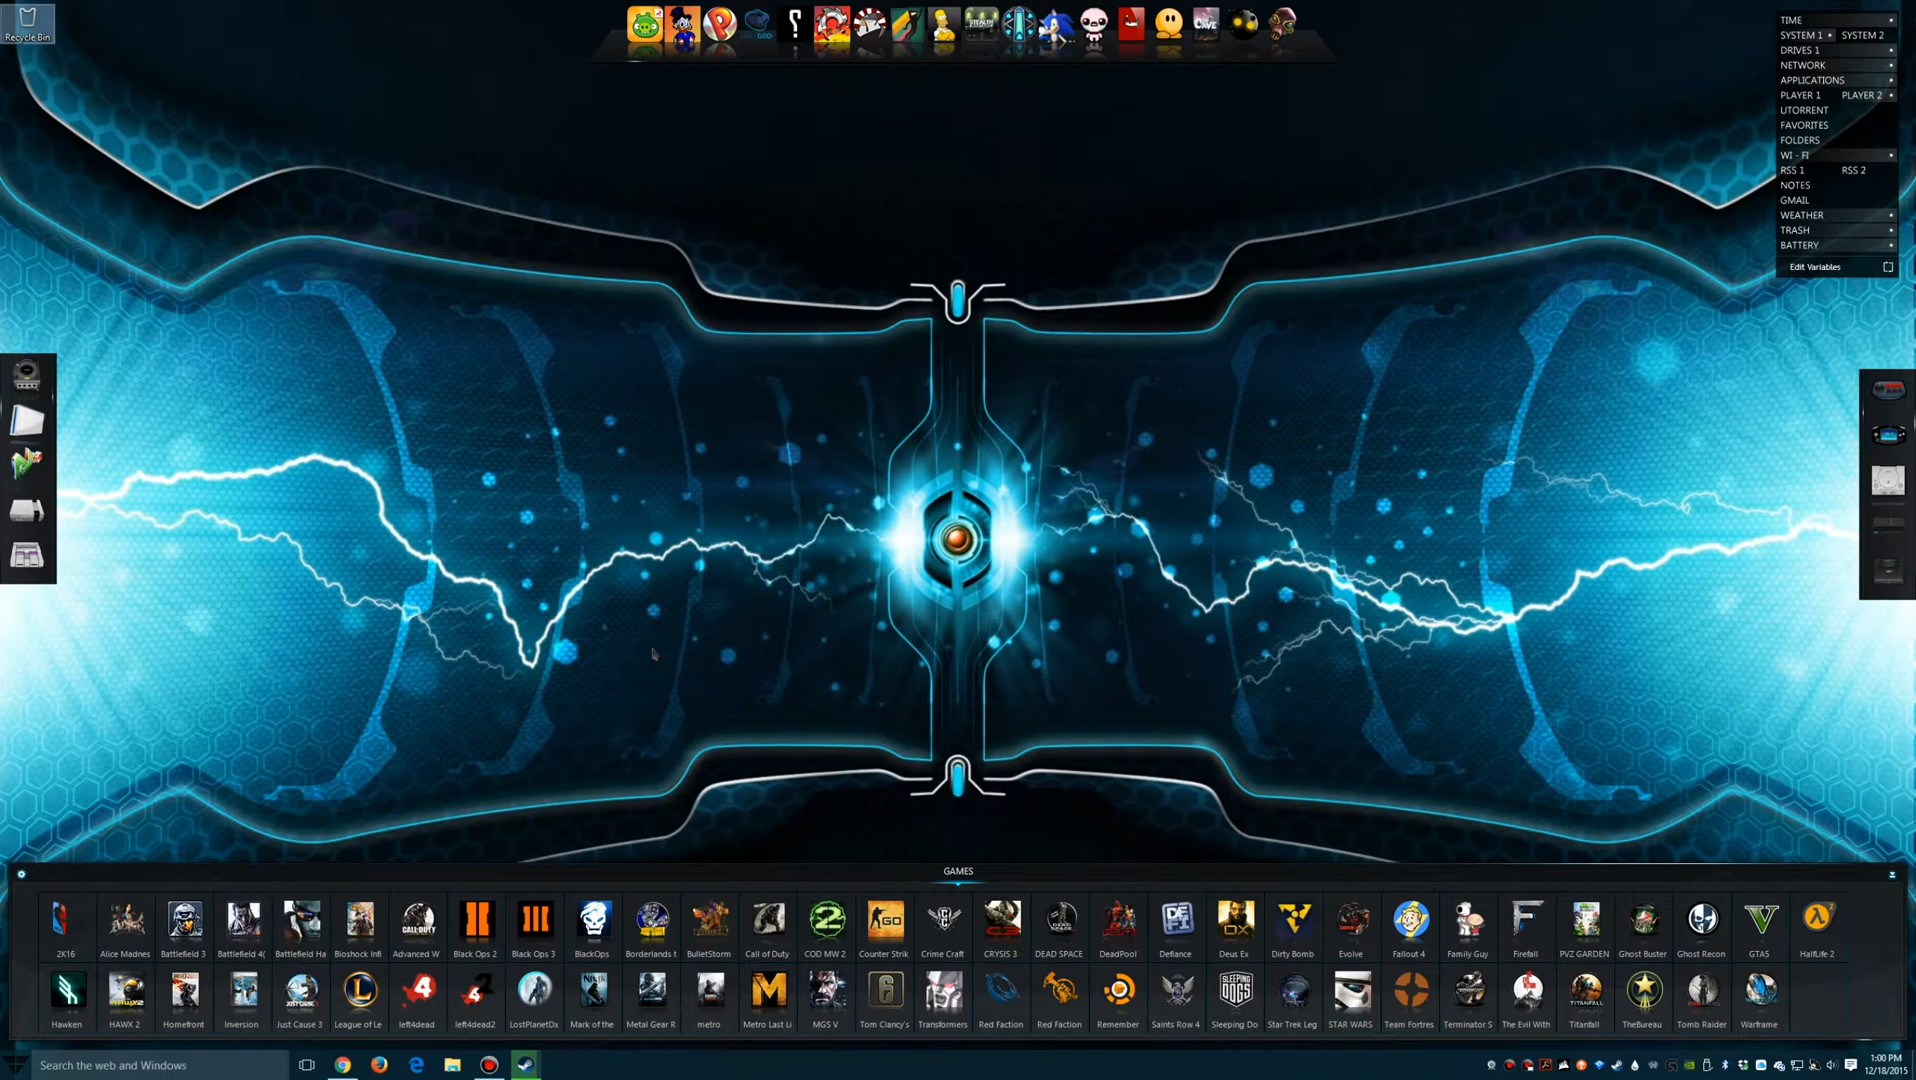 Recycle Bin
TIME
SYSTEM 1 SYSTEM 2
DRIVES 1
NETWORK
APPLICATIONS
PLAYER 1 PLAYER 2
UTORRENT
FAVORITES
FOLDERS
WI - FI
RSS 1 RSS 2
NOTES
GMAIL
WEATHER
TRASH
BATTERY
Edit Variables
GAMES
2K16 Alice Madnes Battlefield 3 Battlefield 4( Battlefield Ha Bioshock Infi Advanced W Black Ops 2 Black Ops 3 BlackOps Borderlands t BulletStorm Call of Duty COD MW 2 Counter Strik Crime Craft CRYSIS 3 DEAD SPACE DeadPool Defiance Deus Ex Dirty Bomb Evolve Fallout 4 Family Guy Firefall PVZ GARDEN Ghost Buster Ghost Recon GTA5 HalfLife 2
Hawken HAWX 2 Homefront Inversion Just Cause 3 League of Le left4dead left4dead2 LostPlanetDx Mark of the Metal Gear R metro Metro Last Li MGS V Tom Clancy's Transformers Red Faction Red Faction Remember Saints Row 4 Sleeping Do Star Trek Leg STAR WARS Team Fortres Terminator S The Evil With Titanfall TheBureau Tomb Raider Warframe
Search the web and Windows
1:00 PM
12/18/2015